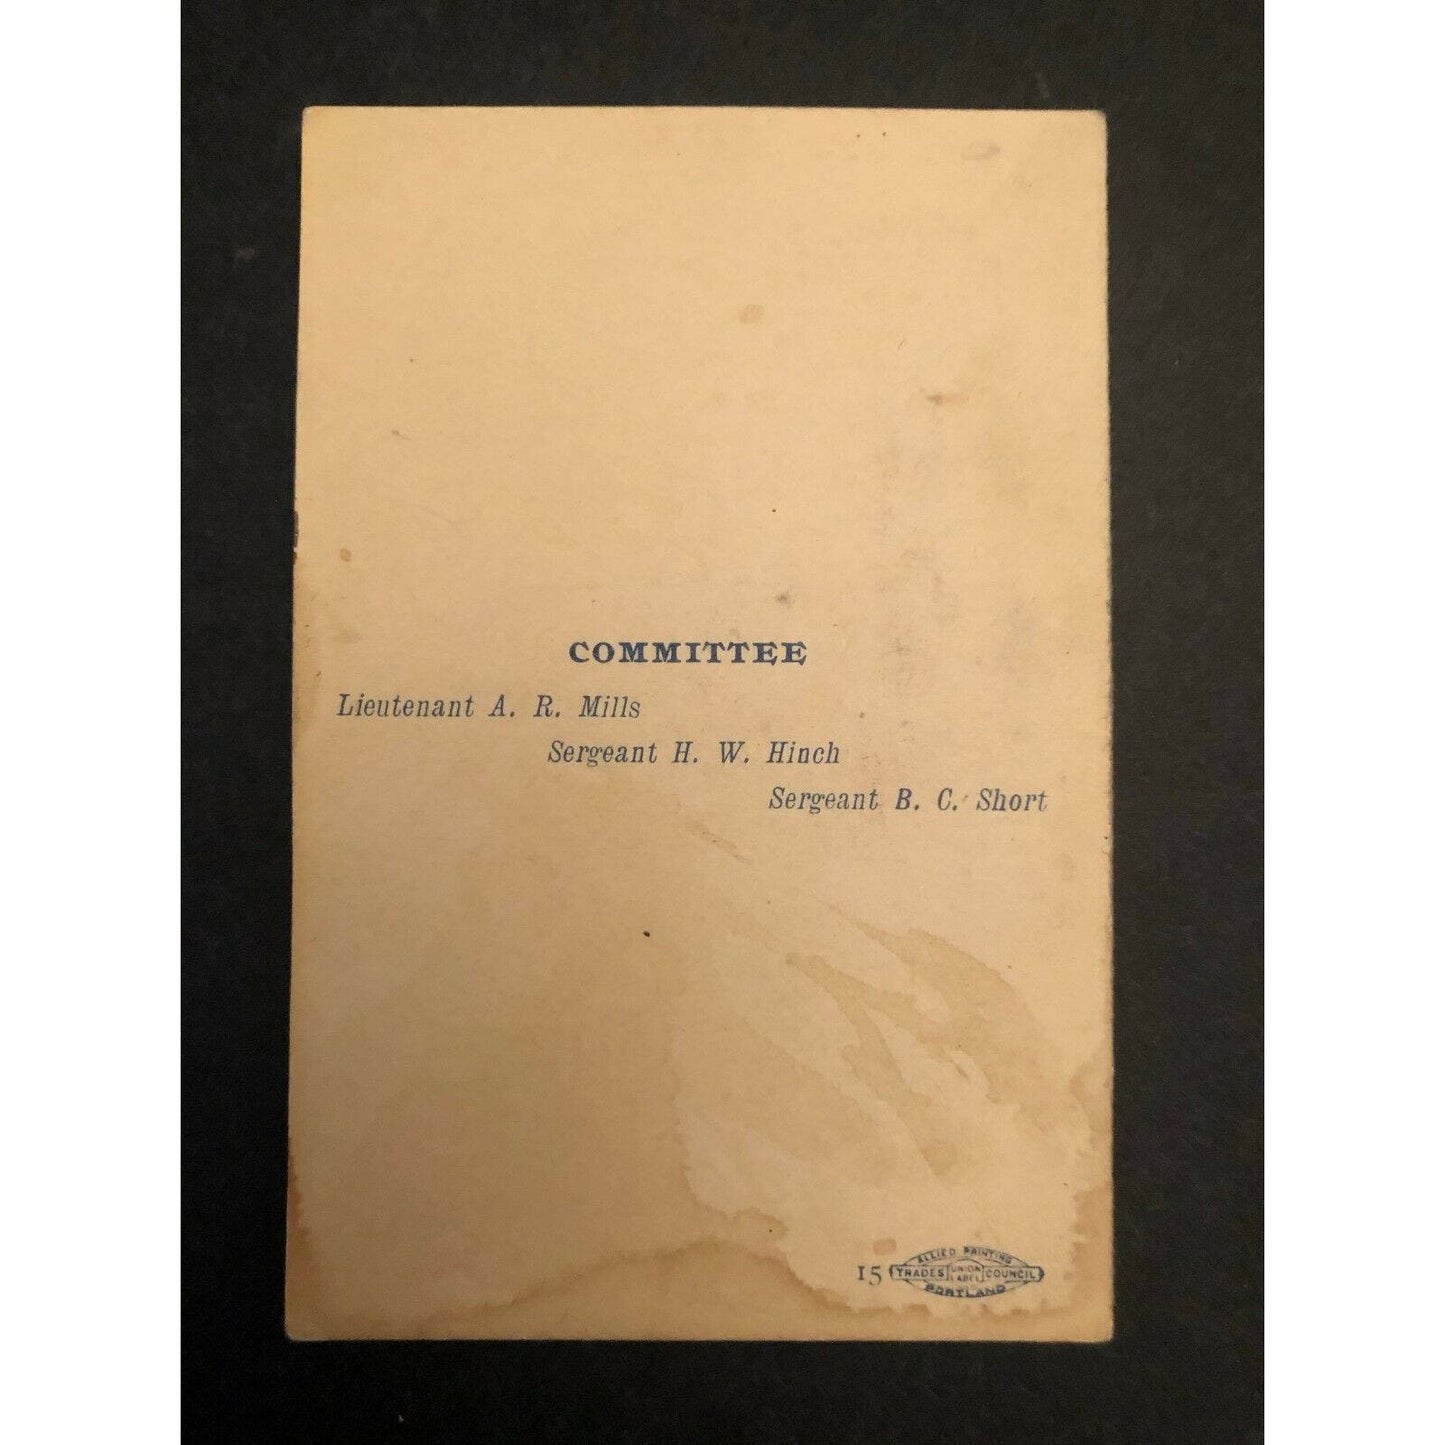 COMMITTEE
Lieutenant A. R. Mills
Sergeant H. W. Hinch
Sergeant B. C. Short
15
ALLIED PRINTING
TRADES UNION LABEL COUNCIL
PORTLAND